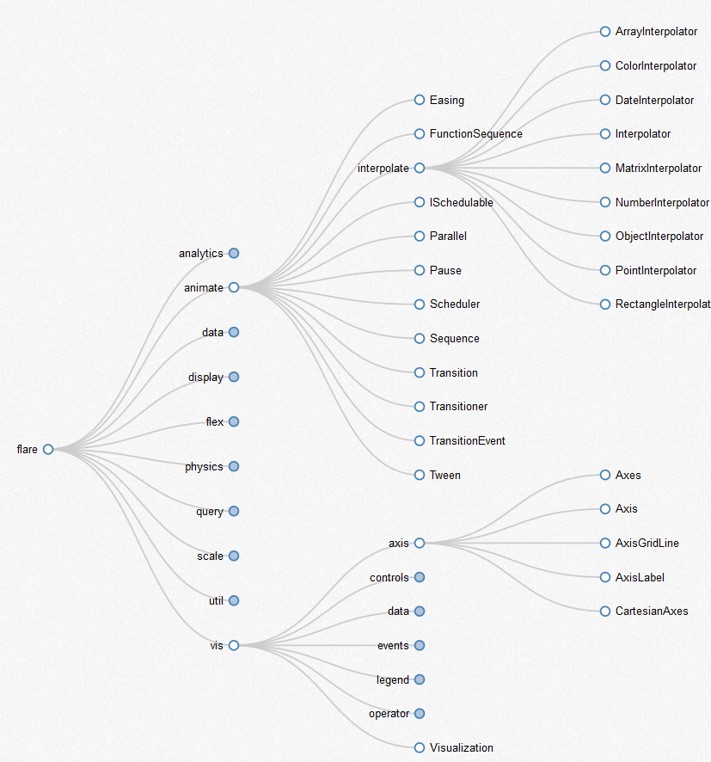 ArrayInterpolator
ColorInterpolator
Easing
DateInterpolator
FunctionSequence
Interpolator
interpolate
MatrixInterpolator
ISchedulable
NumberInterpolator
Parallel
ObjectInterpolator
analytics
Pause
PointInterpolator
animate
Scheduler
RectangleInterpolat
data
Sequence
display
Transition
Transitioner
flex
TransitionEvent
flare
physics
Tween
Axes
query
Axis
axis
AxisGridLine
scale
controls
AxisLabel
util
data
CartesianAxes
vis
events
legend
operator
Visualization